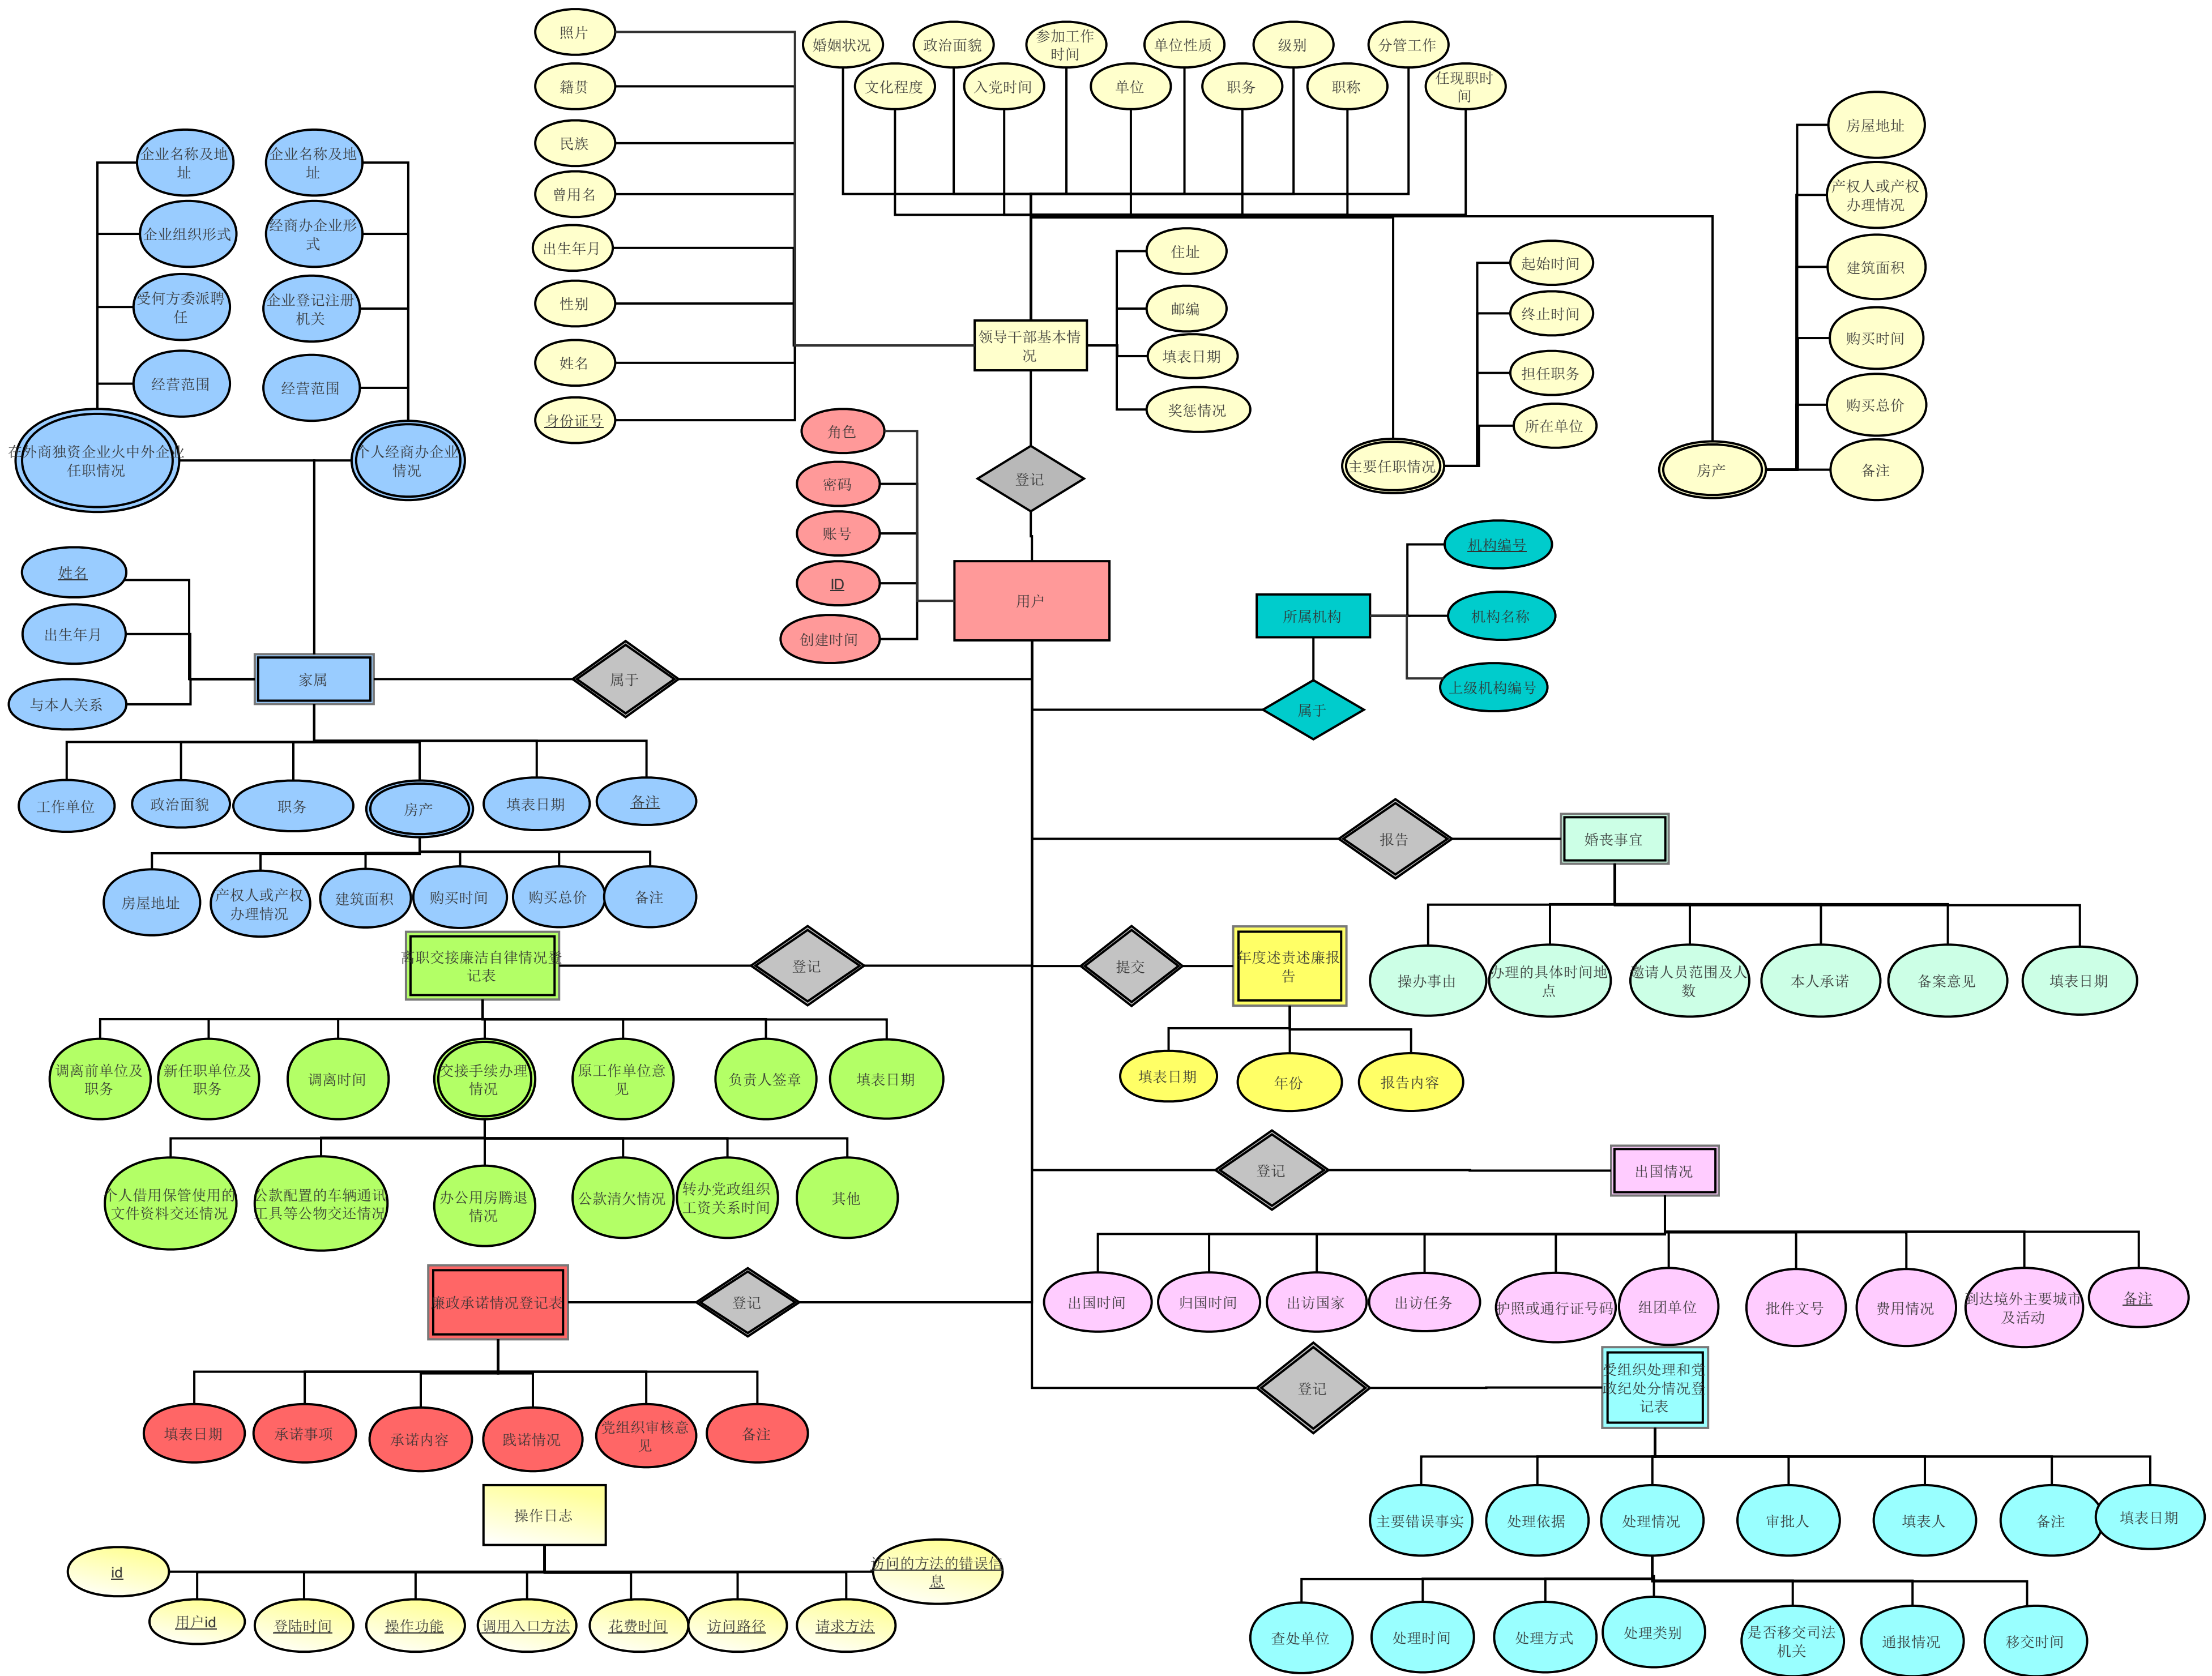 照片
籍贯
民族
曾用名
出生年月
性别
姓名
身份证号
婚姻状况
政治面貌
参加工作
时间
单位性质
级别
分管工作
文化程度
入党时间
单位
职务
职称
任现职时
间
房屋地址
产权人或产权
办理情况
建筑面积
购买时间
购买总价
备注
房产
企业名称及地
址
企业组织形式
受何方委派聘
任
经营范围
在外商独资企业火中外企业
任职情况
企业名称及地
址
经商办企业形
式
企业登记注册
机关
经营范围
个人经商办企业
情况
领导干部基本情
况
住址
邮编
填表日期
奖惩情况
起始时间
终止时间
担任职务
所在单位
主要任职情况
登记
角色
密码
账号
ID
创建时间
用户
所属机构
机构编号
机构名称
上级机构编号
属于
姓名
出生年月
与本人关系
家属
属于
工作单位
政治面貌
职务
房产
填表日期
备注
房屋地址
产权人或产权
办理情况
建筑面积
购买时间
购买总价
备注
报告
婚丧事宜
操办事由
办理的具体时间地
点
邀请人员范围及人
数
本人承诺
备案意见
填表日期
离职交接廉洁自律情况登
记表
登记
提交
年度述责述廉报
告
填表日期
年份
报告内容
调离前单位及
职务
新任职单位及
职务
调离时间
交接手续办理
情况
原工作单位意
见
负责人签章
填表日期
个人借用保管使用的
文件资料交还情况
公款配置的车辆通讯
工具等公物交还情况
办公用房腾退
情况
公款清欠情况
转办党政组织
工资关系时间
其他
登记
出国情况
出国时间
归国时间
出访国家
出访任务
护照或通行证号码
组团单位
批件文号
费用情况
到达境外主要城市
及活动
备注
廉政承诺情况登记表
登记
填表日期
承诺事项
承诺内容
践诺情况
党组织审核意
见
备注
登记
受组织处理和党
政纪处分情况登
记表
主要错误事实
处理依据
处理情况
审批人
填表人
备注
填表日期
查处单位
处理时间
处理方式
处理类别
是否移交司法
机关
通报情况
移交时间
操作日志
id
用户id
登陆时间
操作功能
调用入口方法
花费时间
访问路径
请求方法
访问的方法的错误信
息